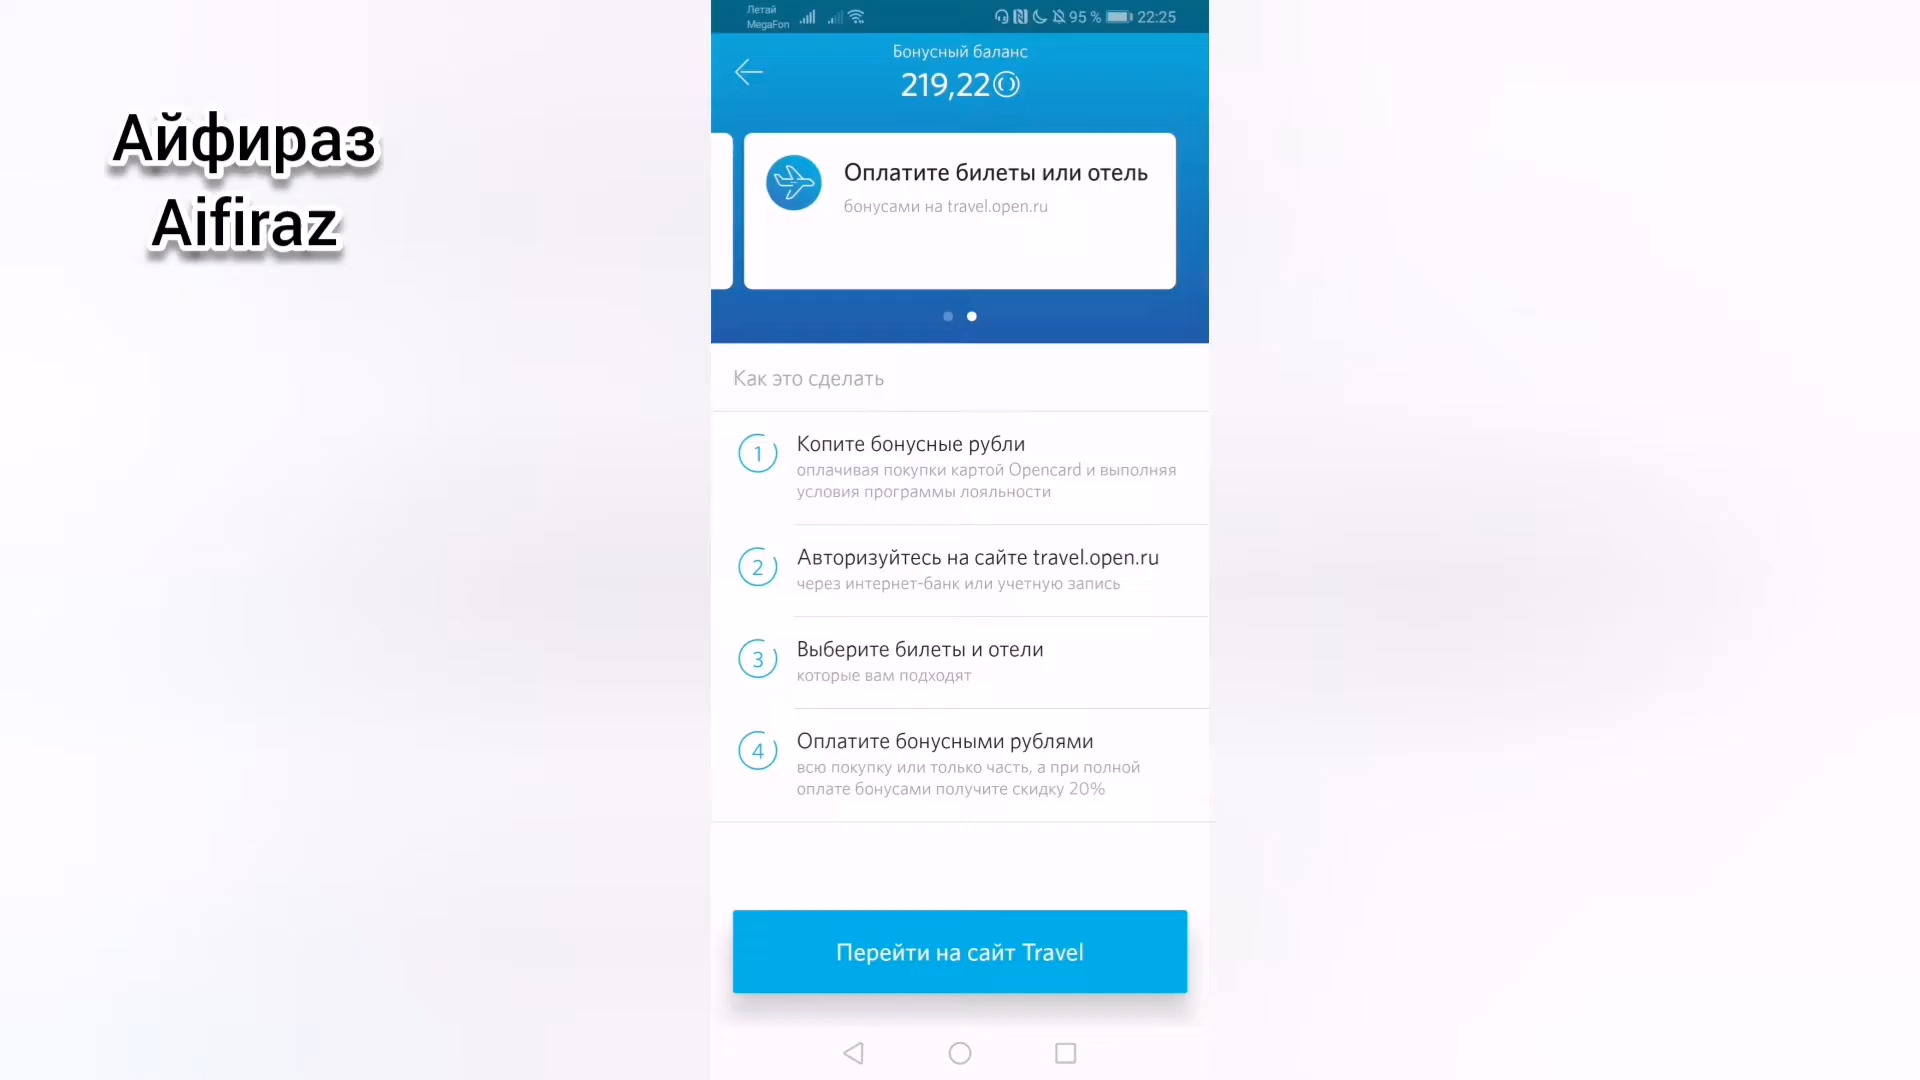 Айфираз
Aifiraz
Летай
MegaFon
95 %
22:25
Бонусный баланс
219,22
Оплатите билеты или отель
бонусами на travel.open.ru
Как это сделать
1
Копите бонусные рубли
оплачивая покупки картой Opencard и выполняя
условия программы лояльности
2
Авторизуйтесь на сайте travel.open.ru
через интернет-банк или учетную запись
3
Выберите билеты и отели
которые вам подходят
4
Оплатите бонусными рублями
всю покупку или только часть, а при полной
оплате бонусами получите скидку 20%
Перейти на сайт Travel